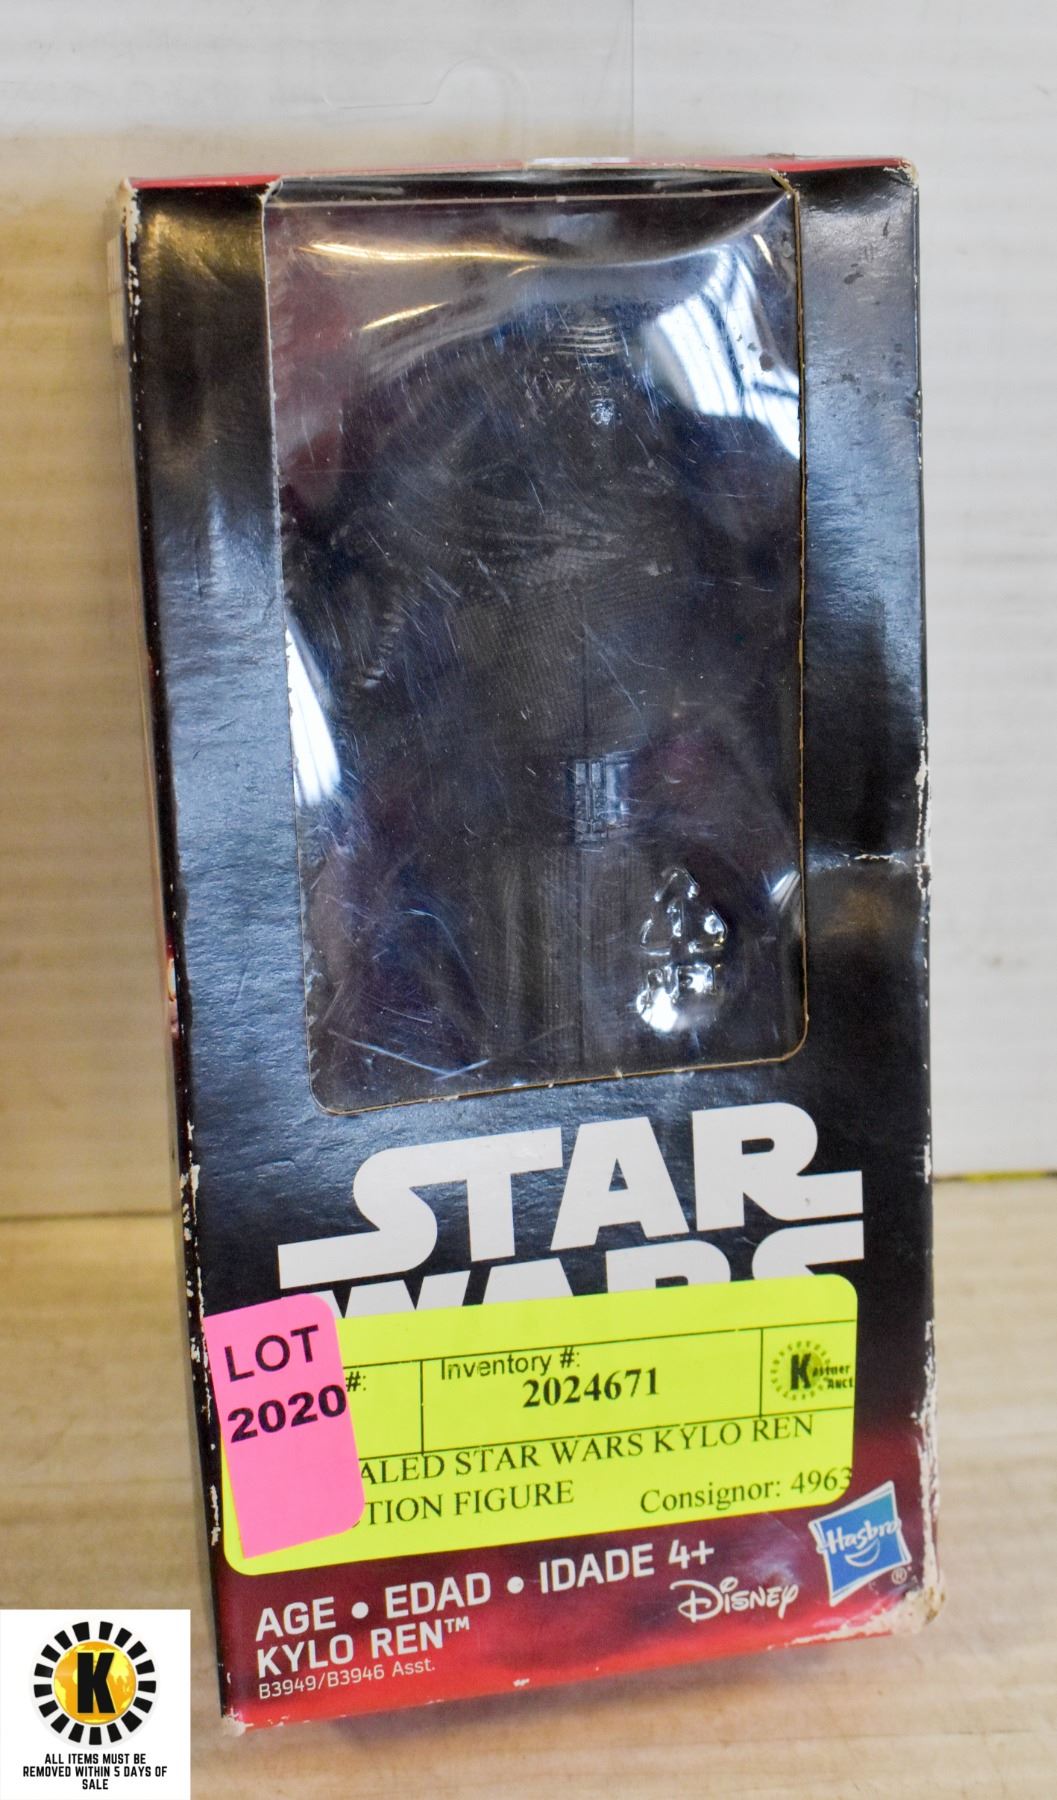 STAR
WARS
LOT
2020
#:
Inventory #:
2024671
K
ALED STAR WARS KYLO REN
TION FIGURE
Consignor: 4963
Hasbro
®
AGE • EDAD • IDADE 4+
Disney
KYLO REN™
B3949/B3946 Asst.
K
ALL ITEMS MUST BE
REMOVED WITHIN 5 DAYS OF
SALE